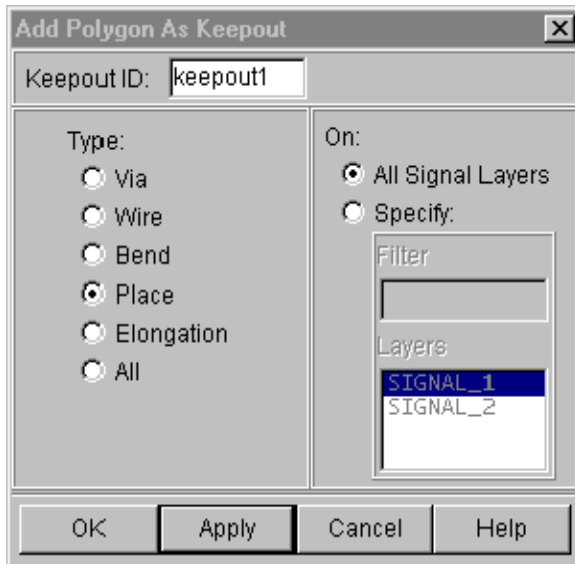 Add Polygon As Keepout
Keepout ID: keepout1
Type:
Via
Wire
Bend
Place
Elongation
All
On:
All Signal Layers
Specify:
Filter
Layers
SIGNAL_1
SIGNAL_2
OK Apply Cancel Help